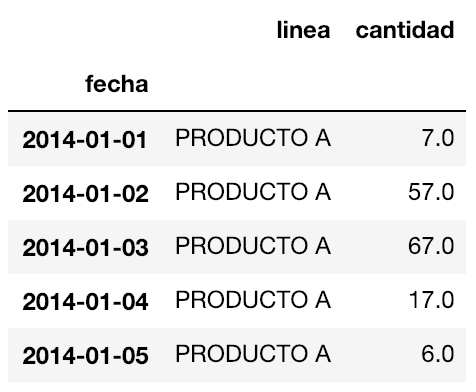 linea cantidad
fecha
2014-01-01 PRODUCTO A 7.0
2014-01-02 PRODUCTO A 57.0
2014-01-03 PRODUCTO A 67.0
2014-01-04 PRODUCTO A 17.0
2014-01-05 PRODUCTO A 6.0